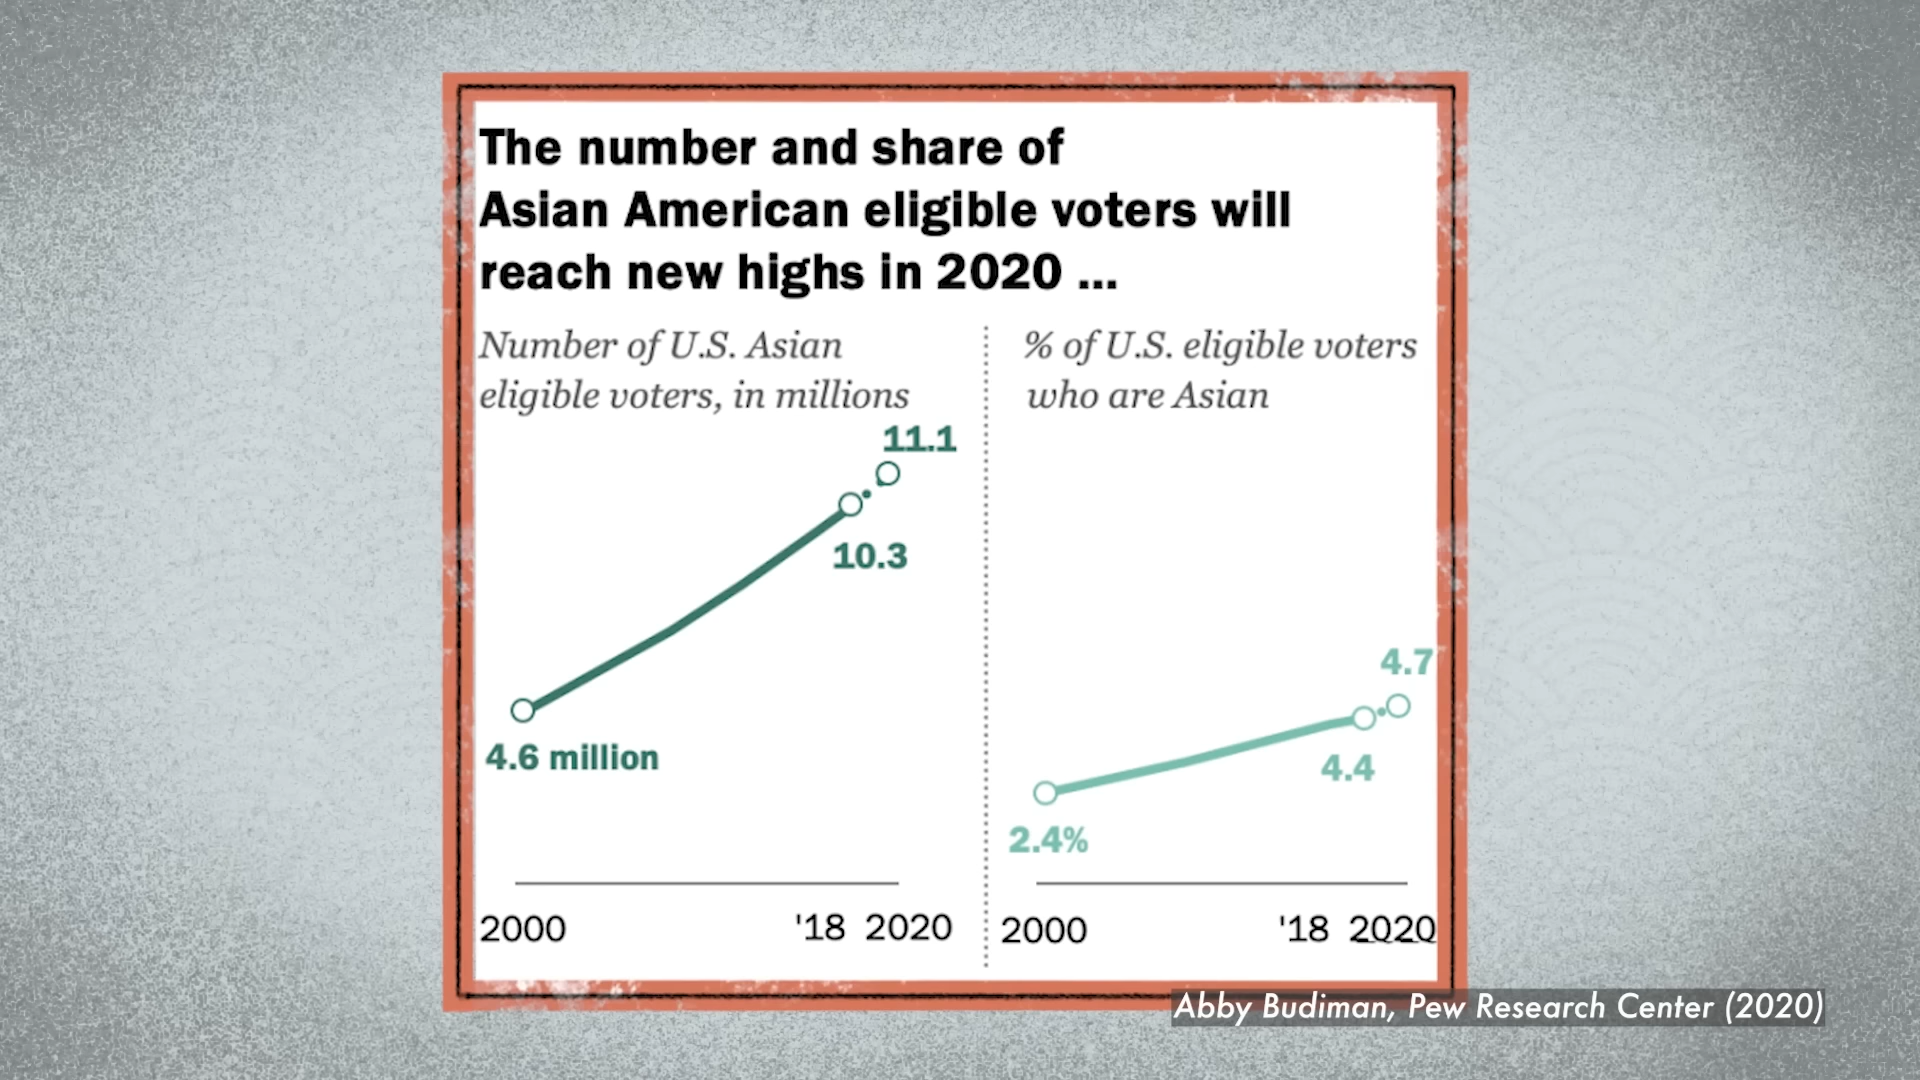 The number and share of
Asian American eligible voters will
reach new highs in 2020 ...
Number of U.S. Asian
eligible voters, in millions
11.1
10.3
4.6 million
2000
'18
2020
% of U.S. eligible voters
who are Asian
4.7
4.4
2.4%
2000
'18
2020
Abby Budiman, Pew Research Center (2020)